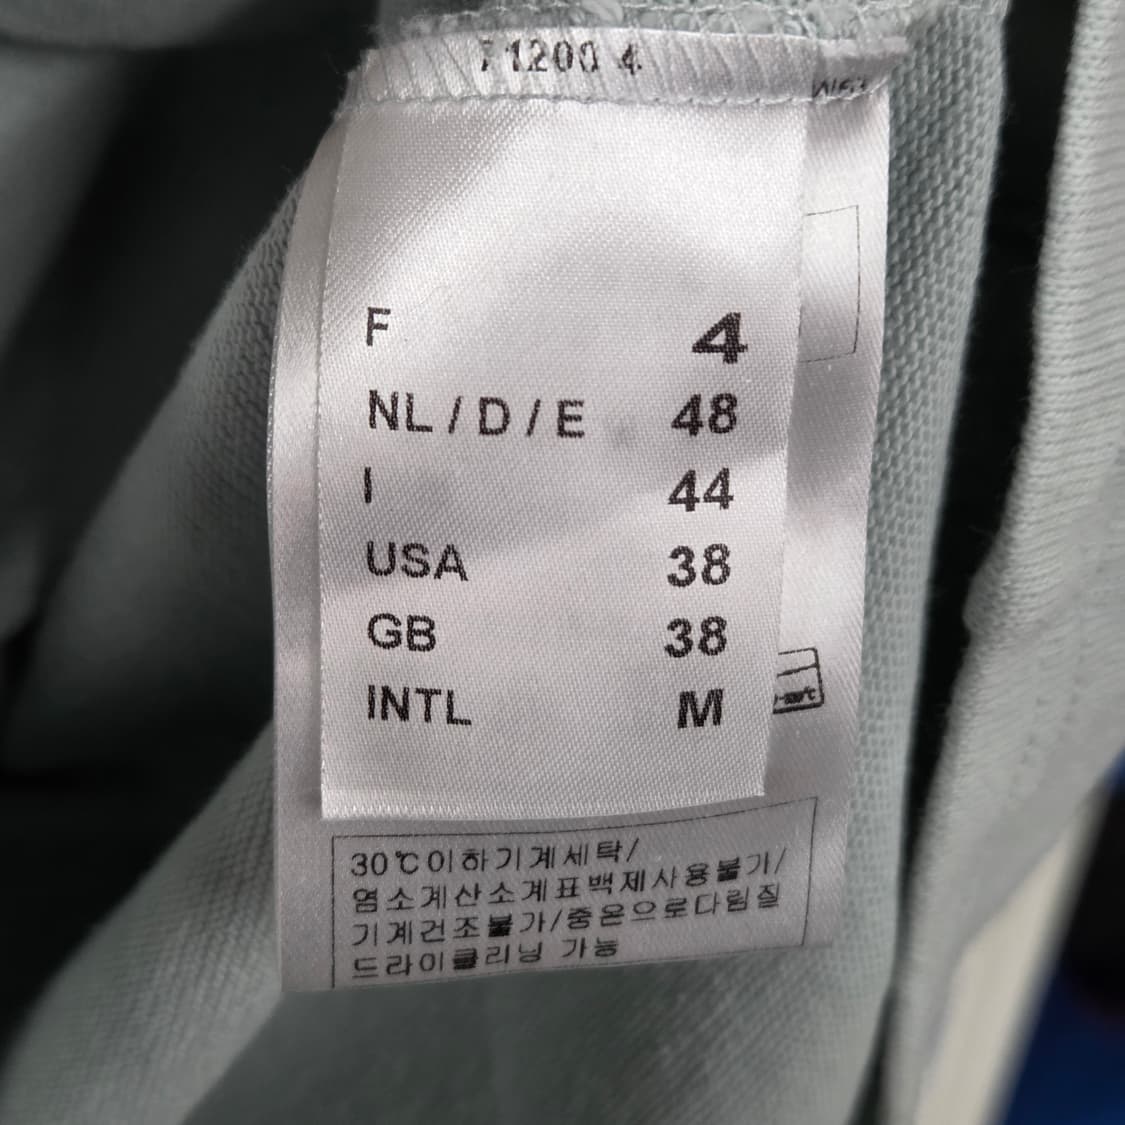 71200 4
F 4
NL/D/E 48
I 44
USA 38
GB 38
INTL M
30℃이하기계세탁/
염소계산소계표백제사용불가/
기계건조불가/중온으로다림질
드라이클리닝 가능